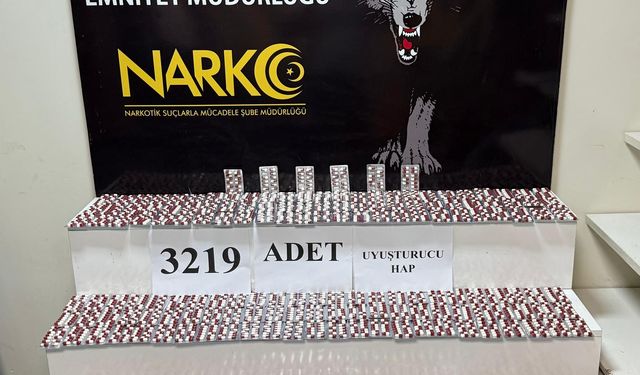 EMNİYET MÜDÜRLÜĞÜ
NARKO
NARKOTİK SUÇLARLA MÜCADELE ŞUBE MÜDÜRLÜĞÜ
3219 ADET UYUŞTURUCU
HAP